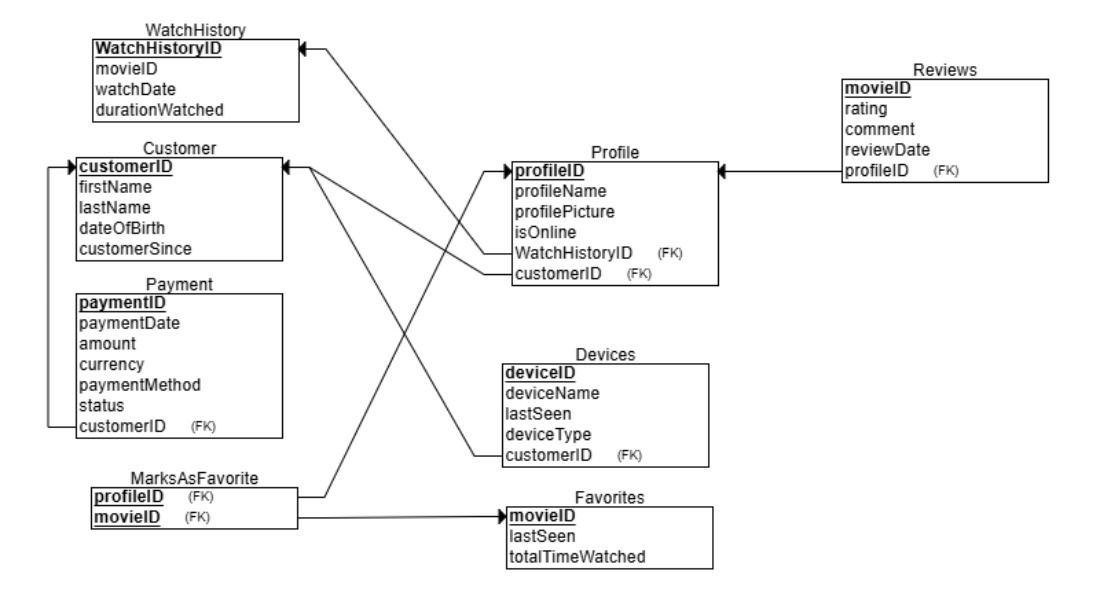 WatchHistory
WatchHistoryID
movieID
watchDate
durationWatched
Customer
customerID
firstName
lastName
dateOfBirth
customerSince
Payment
paymentID
paymentDate
amount
currency
paymentMethod
status
customerID (FK)
MarksAsFavorite
profileID (FK)
movieID (FK)
Profile
profileID
profileName
profilePicture
isOnline
WatchHistoryID (FK)
customerID (FK)
Devices
deviceID
deviceName
lastSeen
deviceType
customerID (FK)
Favorites
movieID
lastSeen
totalTimeWatched
Reviews
movieID
rating
comment
reviewDate
profileID (FK)